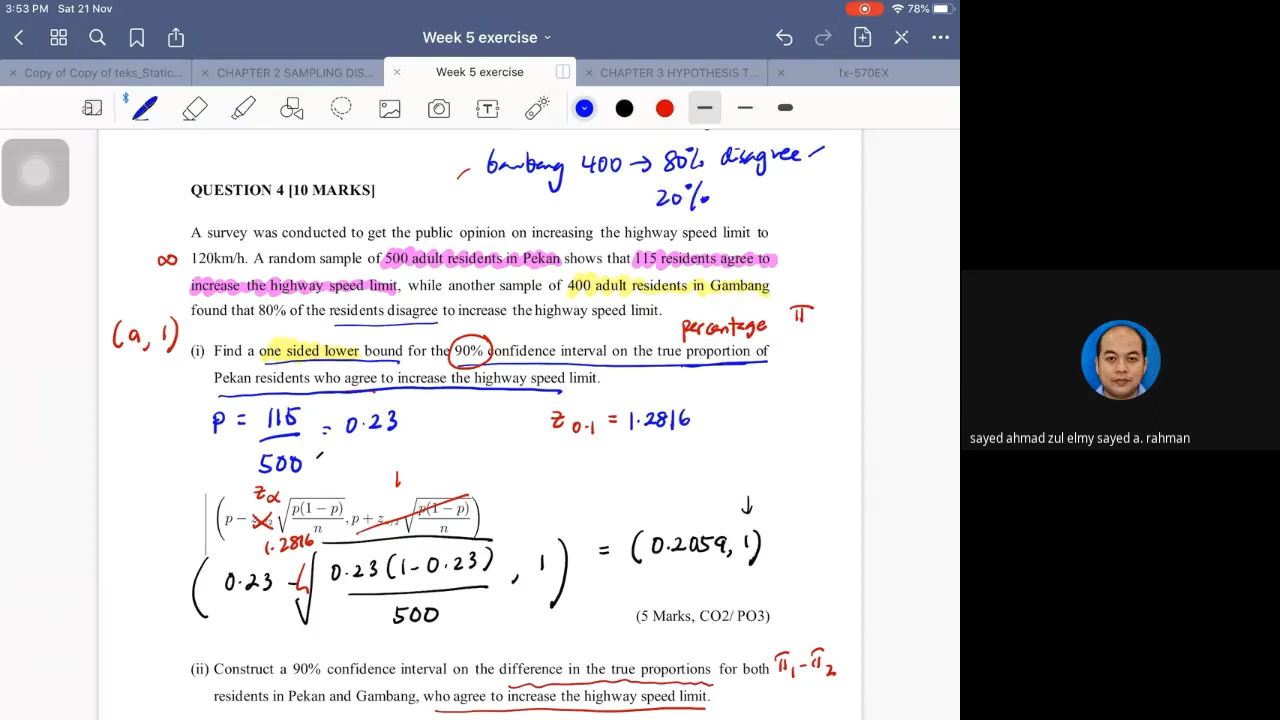 3:53 PM Sat 21 Nov
78%
Week 5 exercise
Copy of Copy of teks_Static...
CHAPTER 2 SAMPLING DIS...
Week 5 exercise
CHAPTER 3 HYPOTHESIS T...
fx-570EX
Gambang 400 → 80% disagree
20%
QUESTION 4 [10 MARKS]
A survey was conducted to get the public opinion on increasing the highway speed limit to
∞ 120km/h. A random sample of 500 adult residents in Pekan shows that 115 residents agree to
increase the highway speed limit, while another sample of 400 adult residents in Gambang
found that 80% of the residents disagree to increase the highway speed limit.
percentage π
(a, 1)
(i) Find a one sided lower bound for the 90% confidence interval on the true proportion of
Pekan residents who agree to increase the highway speed limit.
P = 115/500 = 0.23
z 0.1 = 1.2816
zα
(p − z√(p(1 − p)/n), p + zα/2√(p(1 − p)/n))
1.2816
(0.23 - √(0.23(1-0.23)/500), 1) = (0.2059, 1)
(5 Marks, CO2/ PO3)
(ii) Construct a 90% confidence interval on the difference in the true proportions for both π1 - π2
residents in Pekan and Gambang, who agree to increase the highway speed limit.
sayed ahmad zul elmy sayed a. rahman